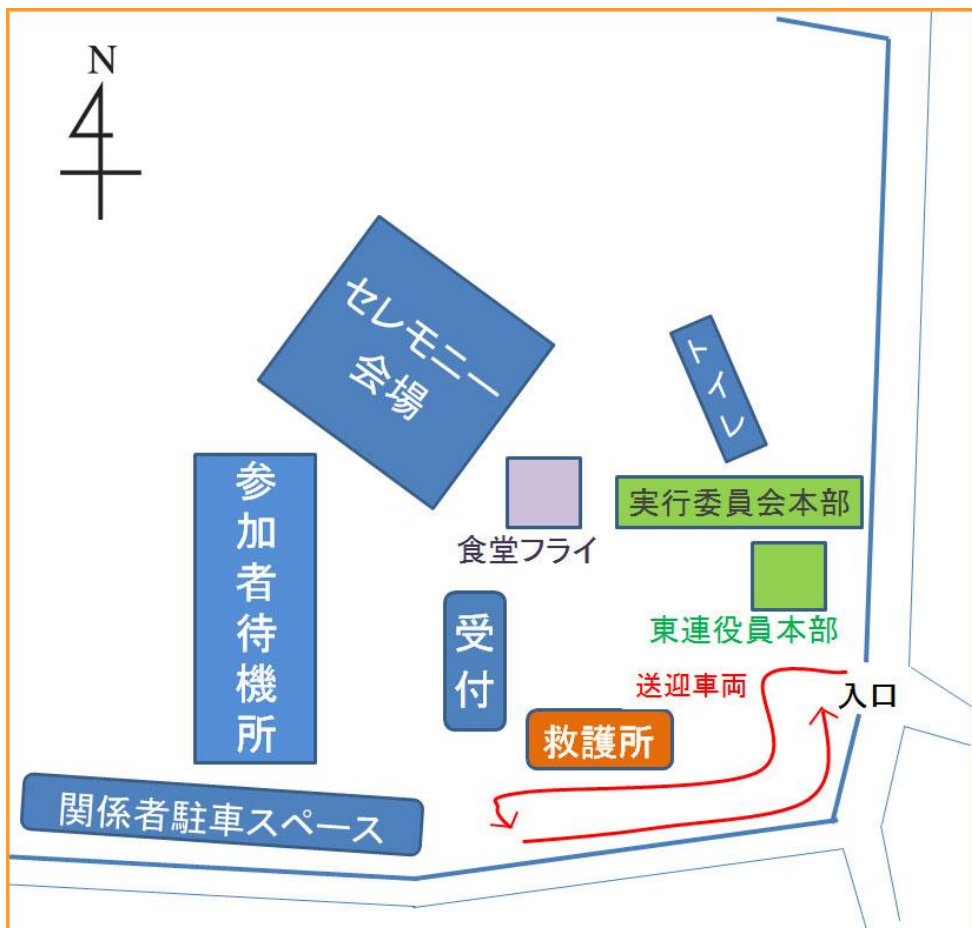 N
セレモニー
会場
トイレ
参加者待機所
実行委員会本部
食堂フライ
受付
東連役員本部
送迎車両
入口
救護所
関係者駐車スペース